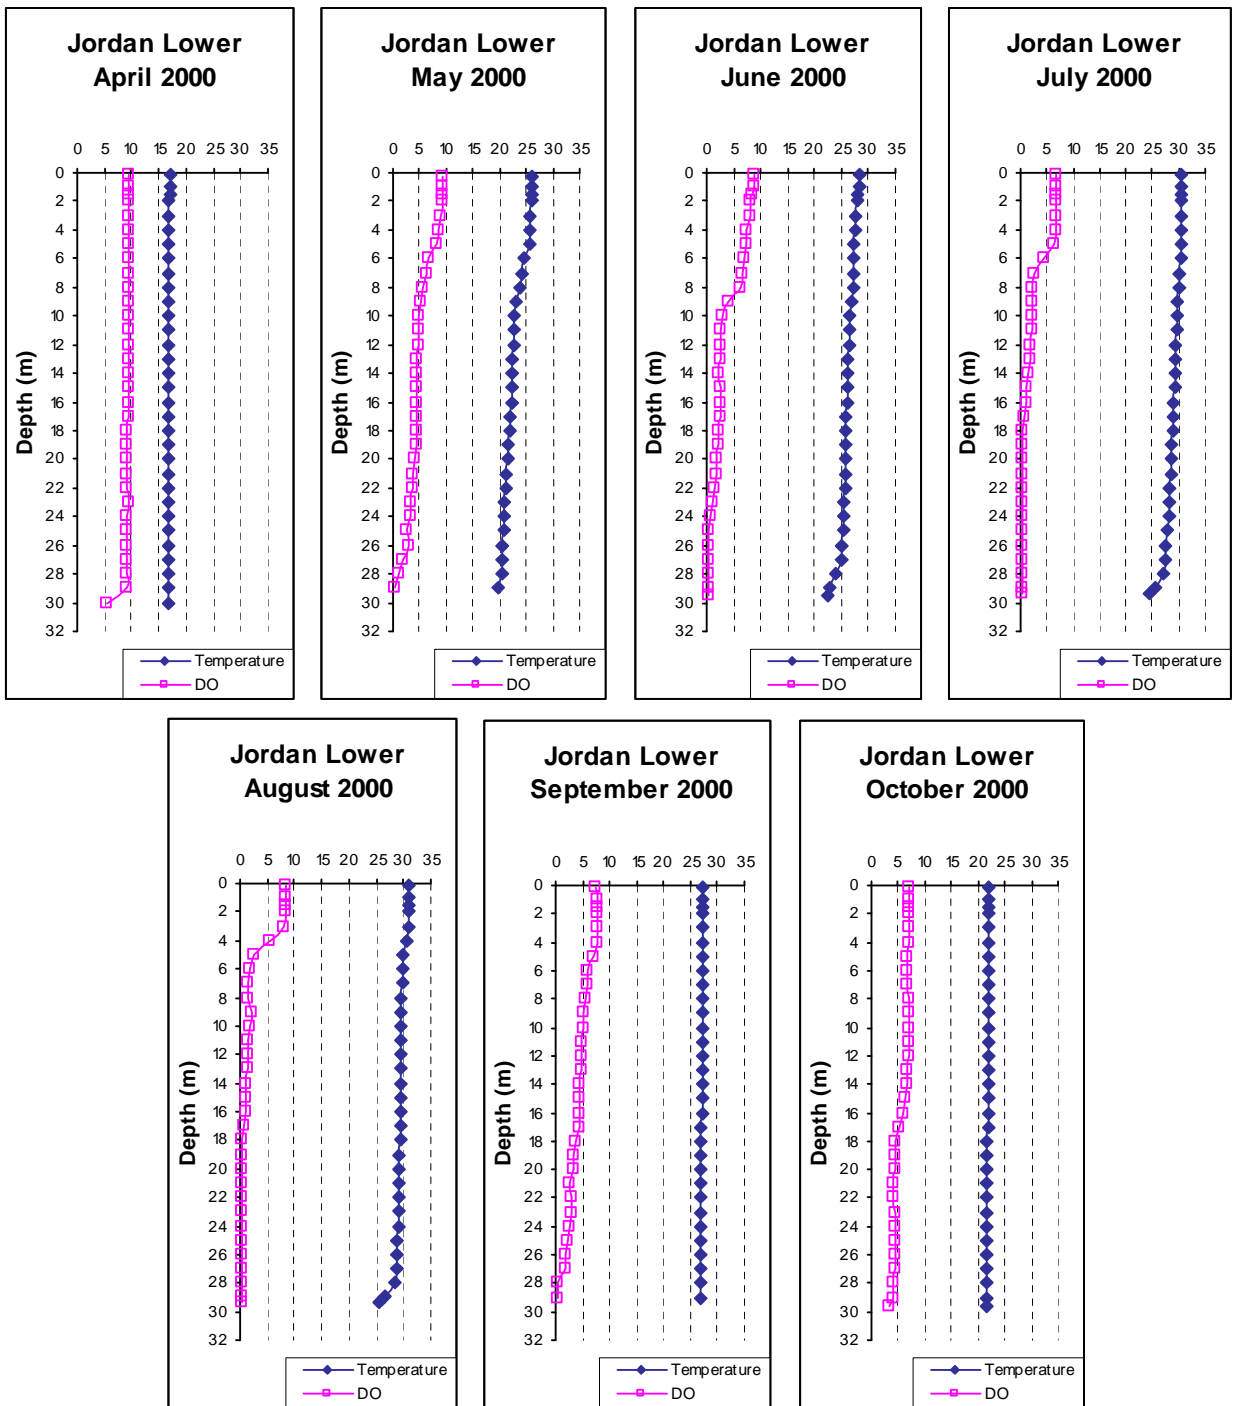 Jordan Lower
April 2000
0 5 10 15 20 25 30 35
0
2
4
6
8
10
12
14
16
18
20
22
24
26
28
30
32
Depth (m)
Temperature
DO
Jordan Lower
May 2000
0 5 10 15 20 25 30 35
0
2
4
6
8
10
12
14
16
18
20
22
24
26
28
30
32
Depth (m)
Temperature
DO
Jordan Lower
June 2000
0 5 10 15 20 25 30 35
0
2
4
6
8
10
12
14
16
18
20
22
24
26
28
30
32
Depth (m)
Temperature
DO
Jordan Lower
July 2000
0 5 10 15 20 25 30 35
0
2
4
6
8
10
12
14
16
18
20
22
24
26
28
30
32
Depth (m)
Temperature
DO
Jordan Lower
August 2000
0 5 10 15 20 25 30 35
0
2
4
6
8
10
12
14
16
18
20
22
24
26
28
30
32
Depth (m)
Temperature
DO
Jordan Lower
September 2000
0 5 10 15 20 25 30 35
0
2
4
6
8
10
12
14
16
18
20
22
24
26
28
30
32
Depth (m)
Temperature
DO
Jordan Lower
October 2000
0 5 10 15 20 25 30 35
0
2
4
6
8
10
12
14
16
18
20
22
24
26
28
30
32
Depth (m)
Temperature
DO